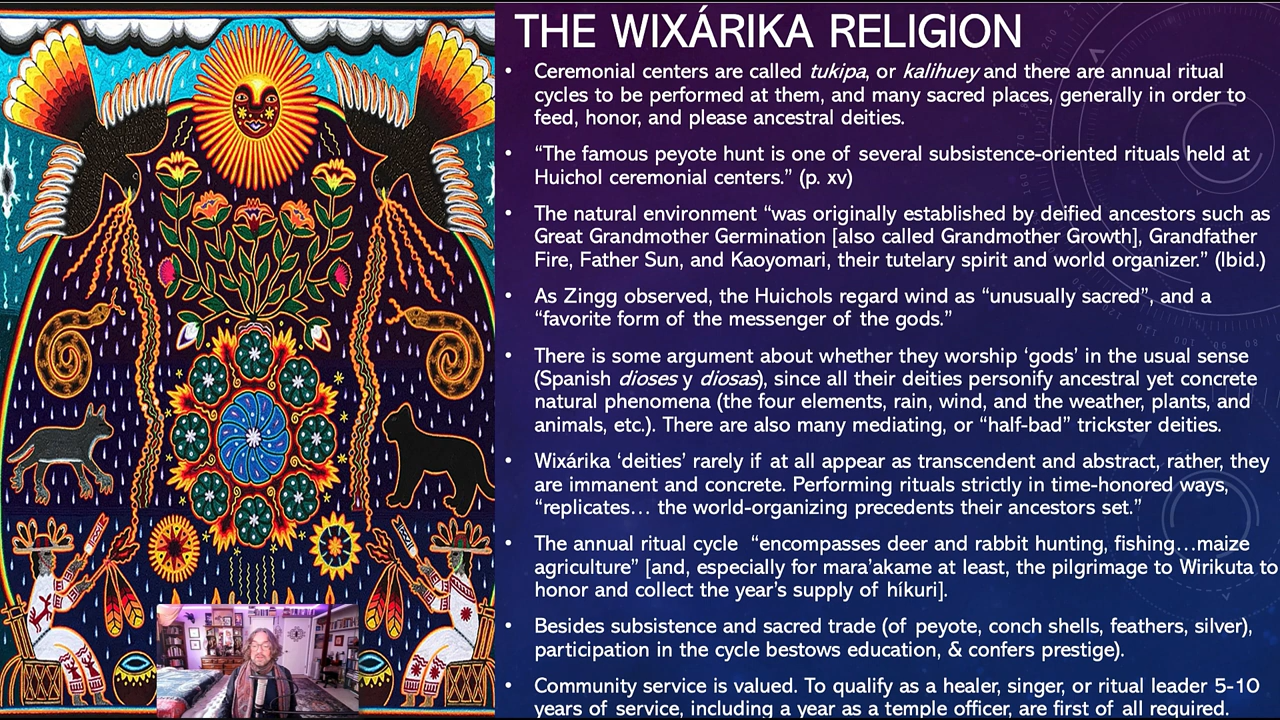 THE WIXÁRIKA RELIGION
• Ceremonial centers are called tukipa, or kalihuey and there are annual ritual
cycles to be performed at them, and many sacred places, generally in order to
feed, honor, and please ancestral deities.
• “The famous peyote hunt is one of several subsistence-oriented rituals held at
Huichol ceremonial centers.” (p. xv)
• The natural environment “was originally established by deified ancestors such as
Great Grandmother Germination [also called Grandmother Growth], Grandfather
Fire, Father Sun, and Kaoyomari, their tutelary spirit and world organizer.” (Ibid.)
• As Zingg observed, the Huichols regard wind as “unusually sacred”, and a
“favorite form of the messenger of the gods.”
• There is some argument about whether they worship ‘gods’ in the usual sense
(Spanish dioses y diosas), since all their deities personify ancestral yet concrete
natural phenomena (the four elements, rain, wind, and the weather, plants, and
animals, etc.). There are also many mediating, or “half-bad” trickster deities.
• Wixárika ‘deities’ rarely if at all appear as transcendent and abstract, rather, they
are immanent and concrete. Performing rituals strictly in time-honored ways,
“replicates… the world-organizing precedents their ancestors set.”
• The annual ritual cycle “encompasses deer and rabbit hunting, fishing…maize
agriculture” [and, especially for mara’akame at least, the pilgrimage to Wirikuta to
honor and collect the year’s supply of híkuri].
• Besides subsistence and sacred trade (of peyote, conch shells, feathers, silver),
participation in the cycle bestows education, & confers prestige).
• Community service is valued. To qualify as a healer, singer, or ritual leader 5-10
years of service, including a year as a temple officer, are first of all required.